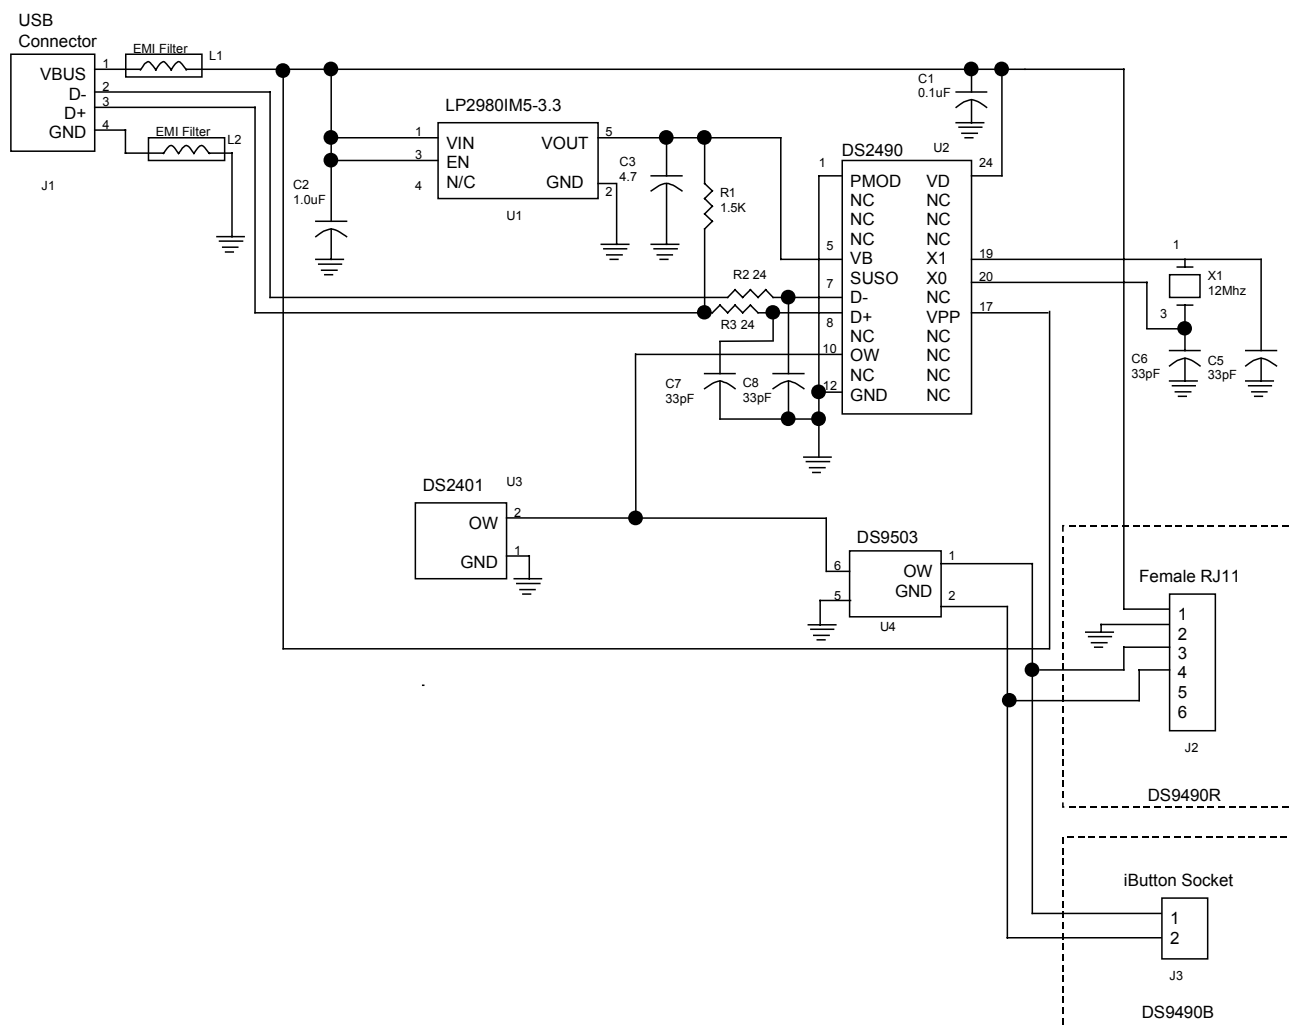 USB
Connector
EMI Filter
L1
VBUS
1
D-
2
D+
3
GND
4
EMI Filter
L2
J1
C2
1.0uF
LP2980IM5-3.3
1
VIN
VOUT
5
3
EN
4
N/C
GND
2
U1
C3
4.7
R1
1.5K
C1
0.1uF
DS2490
U2
1
24
PMOD
VD
NC
NC
NC
NC
NC
NC
5
VB
X1
19
SUSO
X0
20
7
D-
NC
D+
VPP
17
8
NC
NC
10
OW
NC
NC
NC
12
GND
NC
R2 24
R3 24
C7
33pF
C8
33pF
1
X1
12Mhz
3
C6
33pF
C5
33pF
DS2401
U3
OW
2
GND
1
DS9503
6
OW
1
5
GND
2
U4
Female RJ11
1
2
3
4
5
6
J2
DS9490R
iButton Socket
1
2
J3
DS9490B